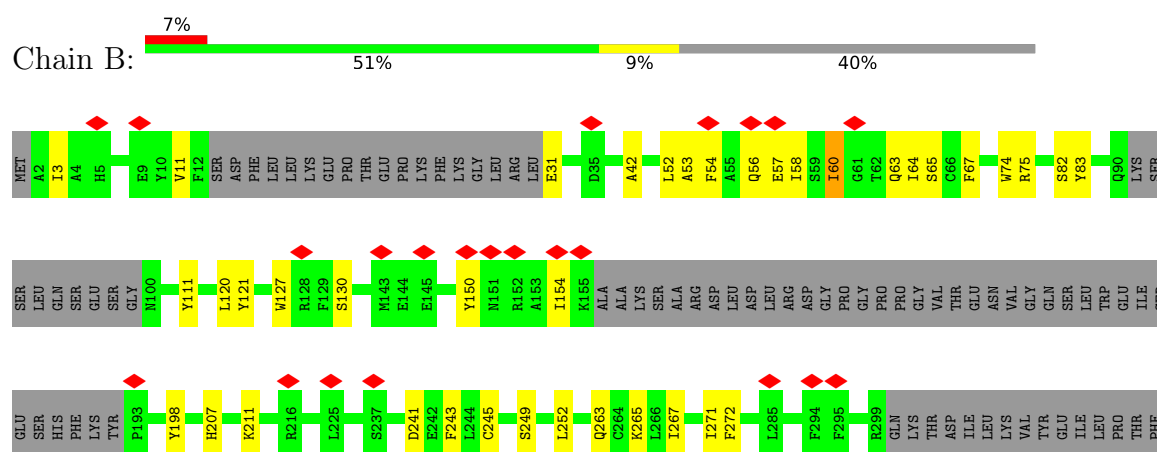 7%
Chain B:
51% 9% 40%
MET A2 I3 A4 H5 E9 Y10 V11 F12 SER ASP PHE LEU LEU LYS GLU PRO THR GLU PRO LYS PHE LYS GLY LEU ARG LEU E31 D35 A42 L52 A53 F54 A55 Q56 E57 I58 S59 I60 G61 T62 Q63 I64 S65 C66 F67 W74 R75 S82 Y83 Q90 LYS SER
SER LEU GLN SER GLU SER GLY N100 Y111 L120 Y121 W127 R128 F129 S130 M143 E144 E145 Y150 N151 R152 A153 I154 K155 ALA ALA LYS SER ALA ARG ASP LEU ASP LEU ARG ASP GLY PRO GLY PRO PRO GLY VAL THR GLU ASN VAL GLY GLN SER LEU TRP GLU ILE
GLU SER HIS PHE LYS TYR P193 Y198 H207 K211 R216 L225 S237 D241 E242 F243 L244 C245 S249 L252 Q263 C264 K265 L266 I267 I271 F272 L285 F294 F295 R299 GLN LYS THR ASP ILE LEU LYS VAL TYR GLU ILE LEU PRO THR PHE